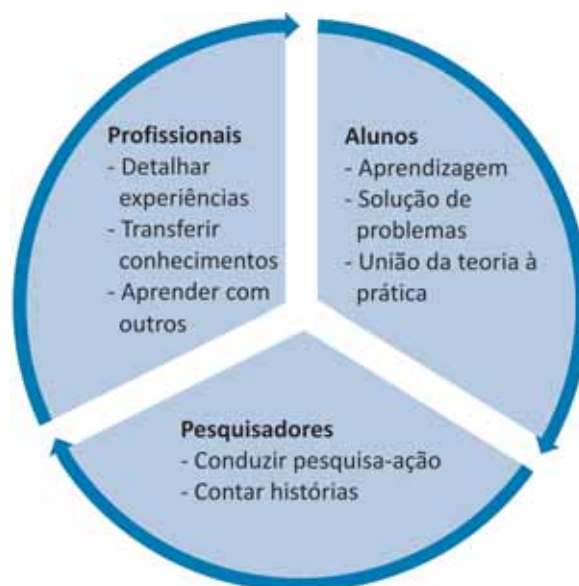 Profissionais
- Detalhar
experiências
- Transferir
conhecimentos
- Aprender com
outros
Alunos
- Aprendizagem
- Solução de
problemas
- União da teoria à
prática
Pesquisadores
- Conduzir pesquisa-ação
- Contar histórias